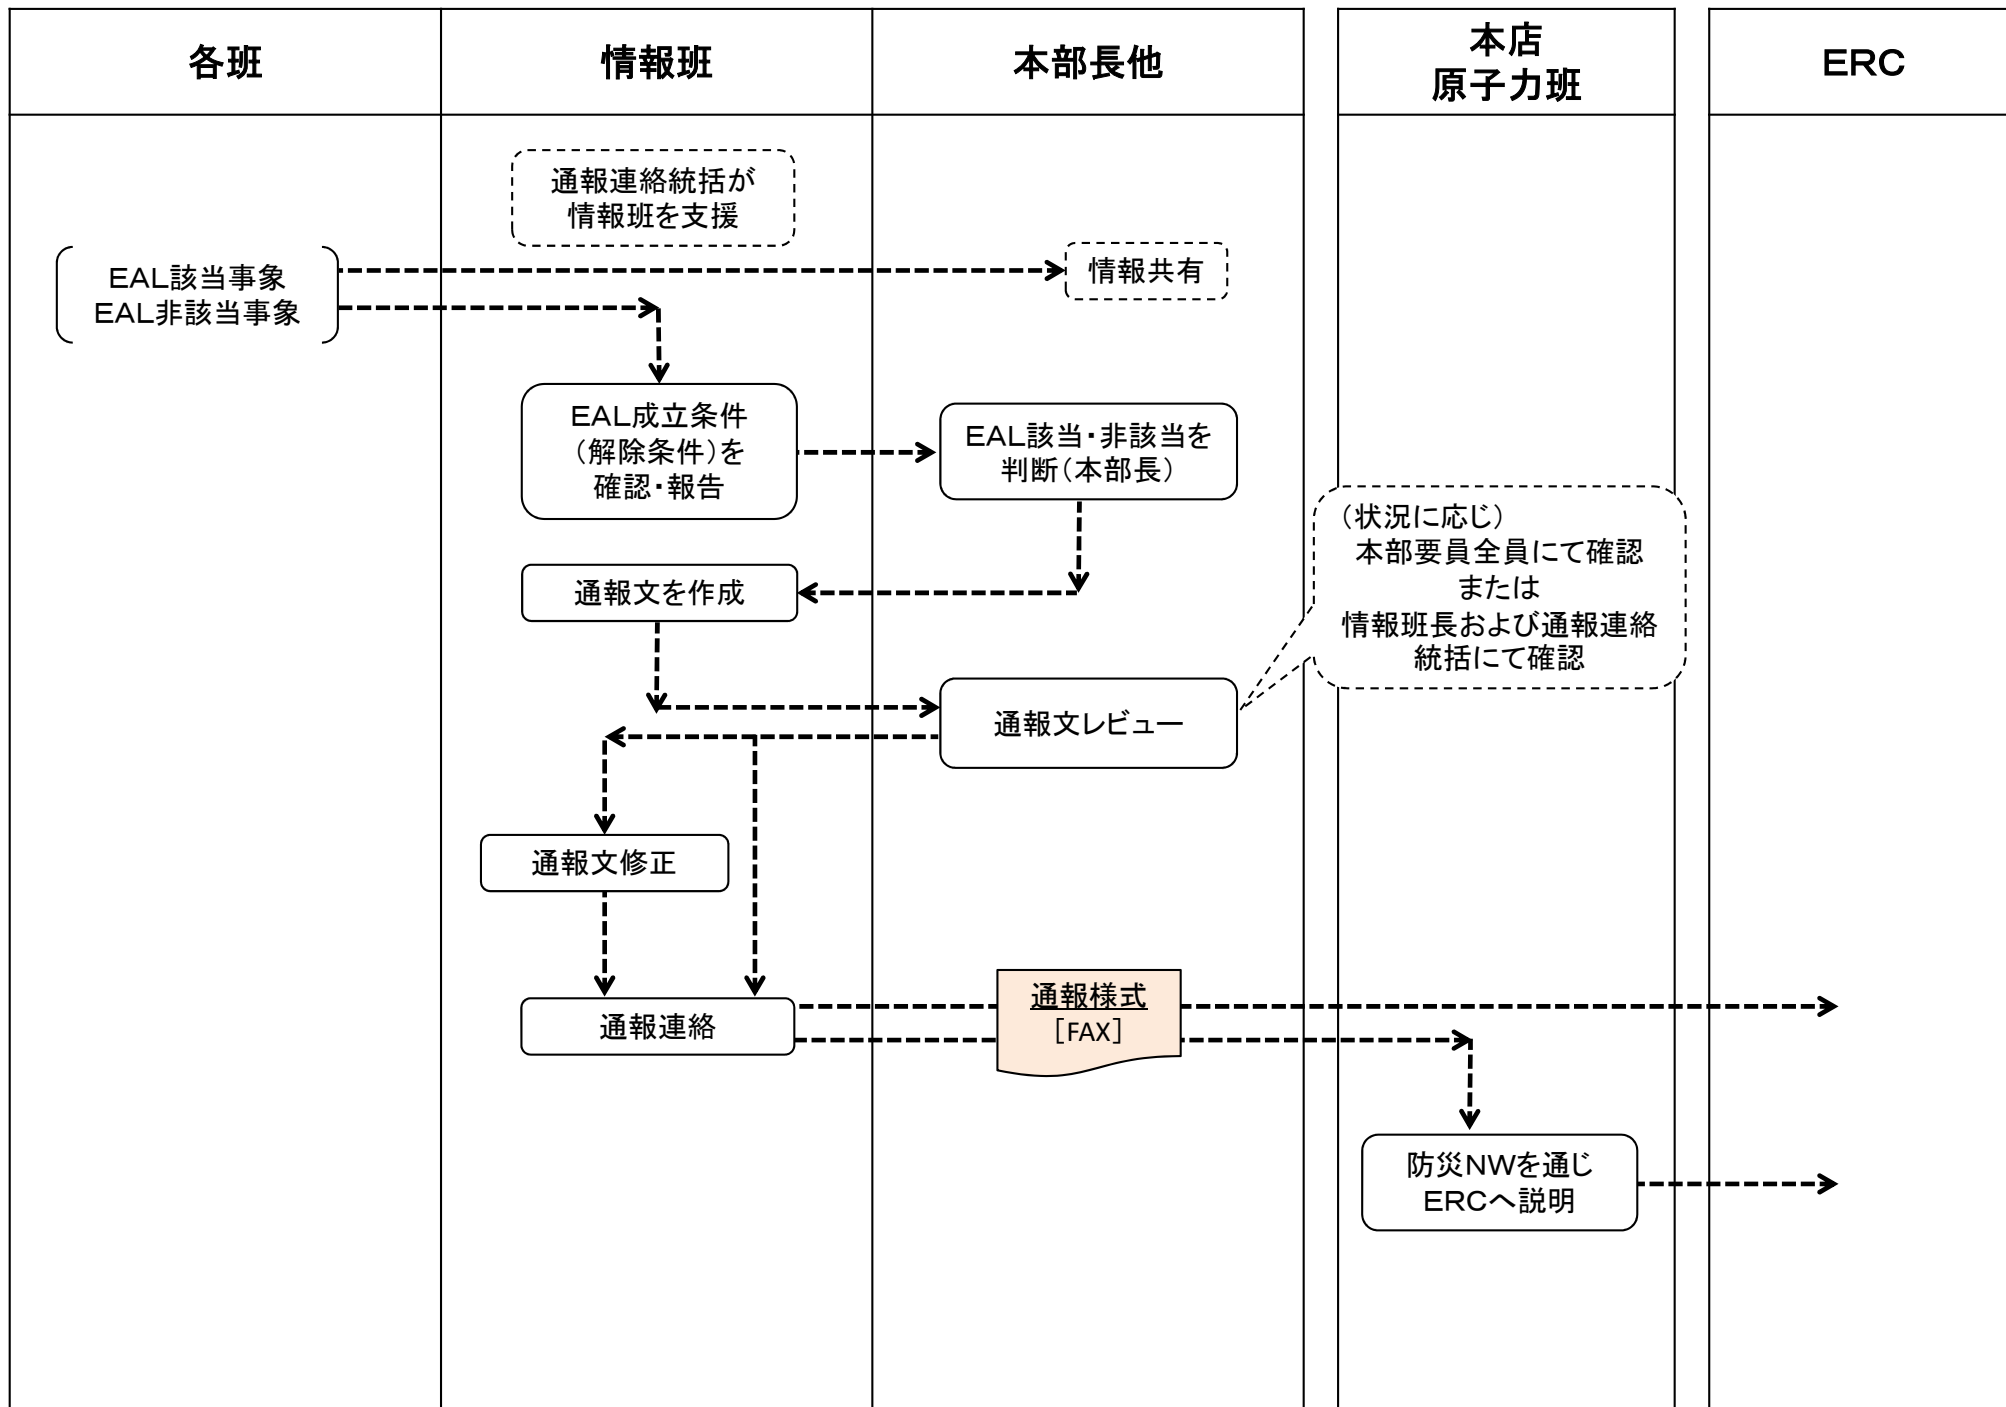 各班
情報班
本部長他
本店
原子力班
ERC
通報連絡統括が
情報班を支援
EAL該当事象
EAL非該当事象
情報共有
EAL成立条件
(解除条件)を
確認・報告
EAL該当・非該当を
判断(本部長)
(状況に応じ)
本部要員全員にて確認
または
情報班長および通報連絡
統括にて確認
通報文を作成
通報文レビュー
通報文修正
通報連絡
通報様式
[FAX]
防災NWを通じ
ERCへ説明